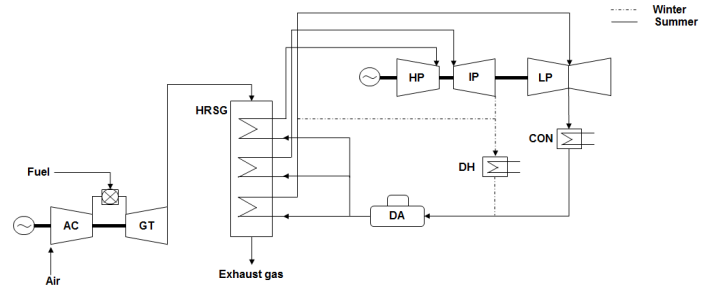 Winter
Summer
HP
IP
LP
HRSG
CON
DH
Fuel
AC
GT
DA
Exhaust gas
Air